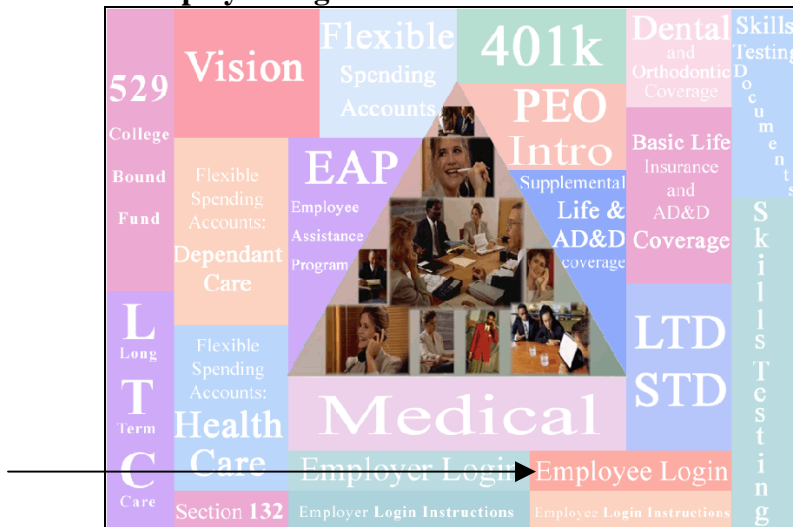 529
College
Bound
Fund
Vision
Flexible
Spending
Accounts
401k
Dental
and
Orthodontic
Coverage
Skills
Testing
Documents
PEO
Intro
Flexible
Spending
Accounts:
Dependant
Care
EAP
Employee
Assistance
Program
Supplemental
Life &
AD&D
coverage
Basic Life
Insurance
and
AD&D
Coverage
Skills Testing
L
Long
T
Term
C
Care
Flexible
Spending
Accounts:
Health
Care
LTD
STD
Medical
Employer Login
Employee Login
Section 132
Employer Login Instructions
Employee Login Instructions